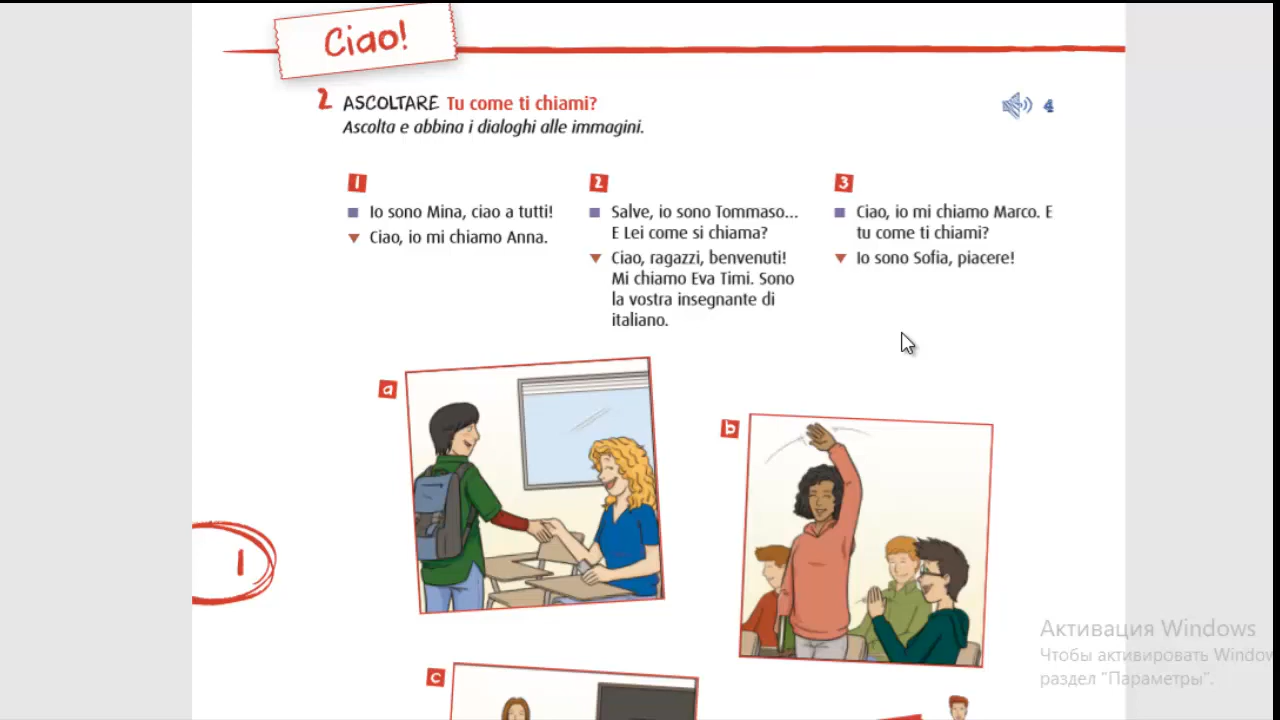 Ciao!
2 ASCOLTARE Tu come ti chiami?
4
Ascolta e abbina i dialoghi alle immagini.
1
Io sono Mina, ciao a tutti!
Ciao, io mi chiamo Anna.
2
Salve, io sono Tommaso...
E Lei come si chiama?
Ciao, ragazzi, benvenuti!
Mi chiamo Eva Timi. Sono
la vostra insegnante di
italiano.
3
Ciao, io mi chiamo Marco. E
tu come ti chiami?
Io sono Sofia, piacere!
a
b
1
c
Активация Windows
Чтобы активировать Window
раздел "Параметры".